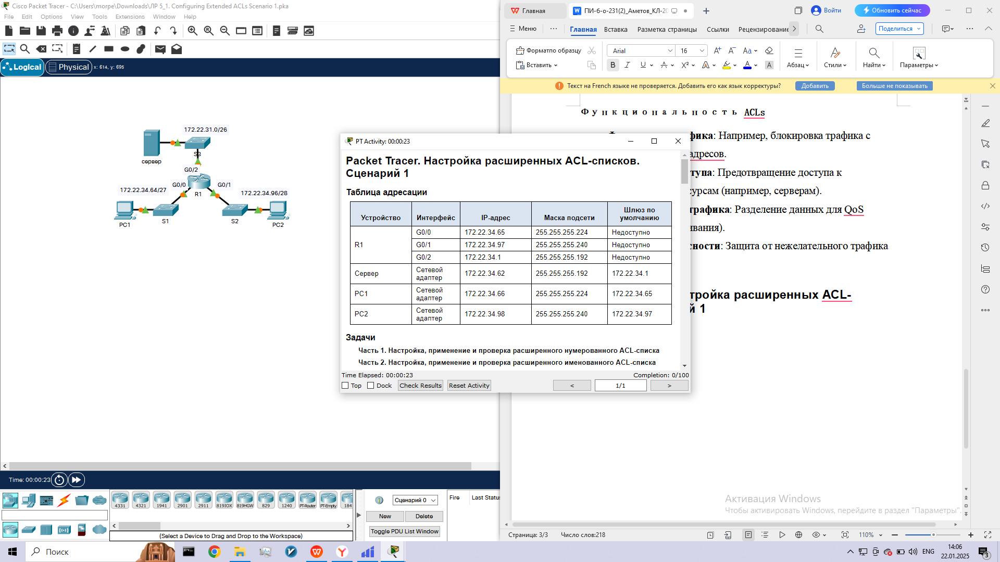 Cisco Packet Tracer - C:\Users\morpe\Downloads\ЛР 5_1. Configuring Extended ACLs Scenario 1.pka
File Edit Options View Tools Extensions Window Help
Logical Physical x: 614, y: 695
172.22.31.0/26
сервер
S3
G0/2
G0/0
G0/1
R1
172.22.34.64/27
172.22.34.96/28
PC1
S1
S2
PC2
Time: 00:00:23
4331 4321 1941 2901 2911 819IOX 819HGW 829 1240 PT-Router PT-Empty 184
(Select a Device to Drag and Drop to the Workspace)
Сценарий 0
New Delete
Toggle PDU List Window
Fire Last Status
PT Activity: 00:00:23
Packet Tracer. Настройка расширенных ACL-списков.
Сценарий 1
Таблица адресации
Устройство Интерфейс IP-адрес Маска подсети Шлюз по умолчанию
R1 G0/0 172.22.34.65 255.255.255.224 Недоступно
G0/1 172.22.34.97 255.255.255.240 Недоступно
G0/2 172.22.34.1 255.255.255.192 Недоступно
Сервер Сетевой адаптер 172.22.34.62 255.255.255.192 172.22.34.1
PC1 Сетевой адаптер 172.22.34.66 255.255.255.224 172.22.34.65
PC2 Сетевой адаптер 172.22.34.98 255.255.255.240 172.22.34.97
Задачи
Часть 1. Настройка, применение и проверка расширенного нумерованного ACL-списка
Часть 2. Настройка, применение и проверка расширенного именованного ACL-списка
Time Elapsed: 00:00:23 Completion: 0/100
Top Dock Check Results Reset Activity < 1/1 >
Главная ПИ-6-о-231(2)_Аметов_КЛ-20 Войти Обновить сейчас
Меню Главная Вставка Разметка страницы Ссылки Рецензирование Поделиться
Формат по образцу Arial 16
Вставить Абзац Стили Найти Параметры
Текст на French языке не проверяется. Добавить его как язык корректуры? Добавить Больше не показывать
Функциональность ACLs
фика: Например, блокировка трафика с
адресов.
тупа: Предотвращение доступа к
сурсам (например, серверам).
трафика: Разделение данных для QoS
ивания).
сности: Защита от нежелательного трафика
тройка расширенных ACL-
й 1
Активация Windows
Чтобы активировать Windows, перейдите в раздел "Параметры".
Страница: 3/3 Число слов:218 110%
Поиск
ENG
14:06
22.01.2025
3